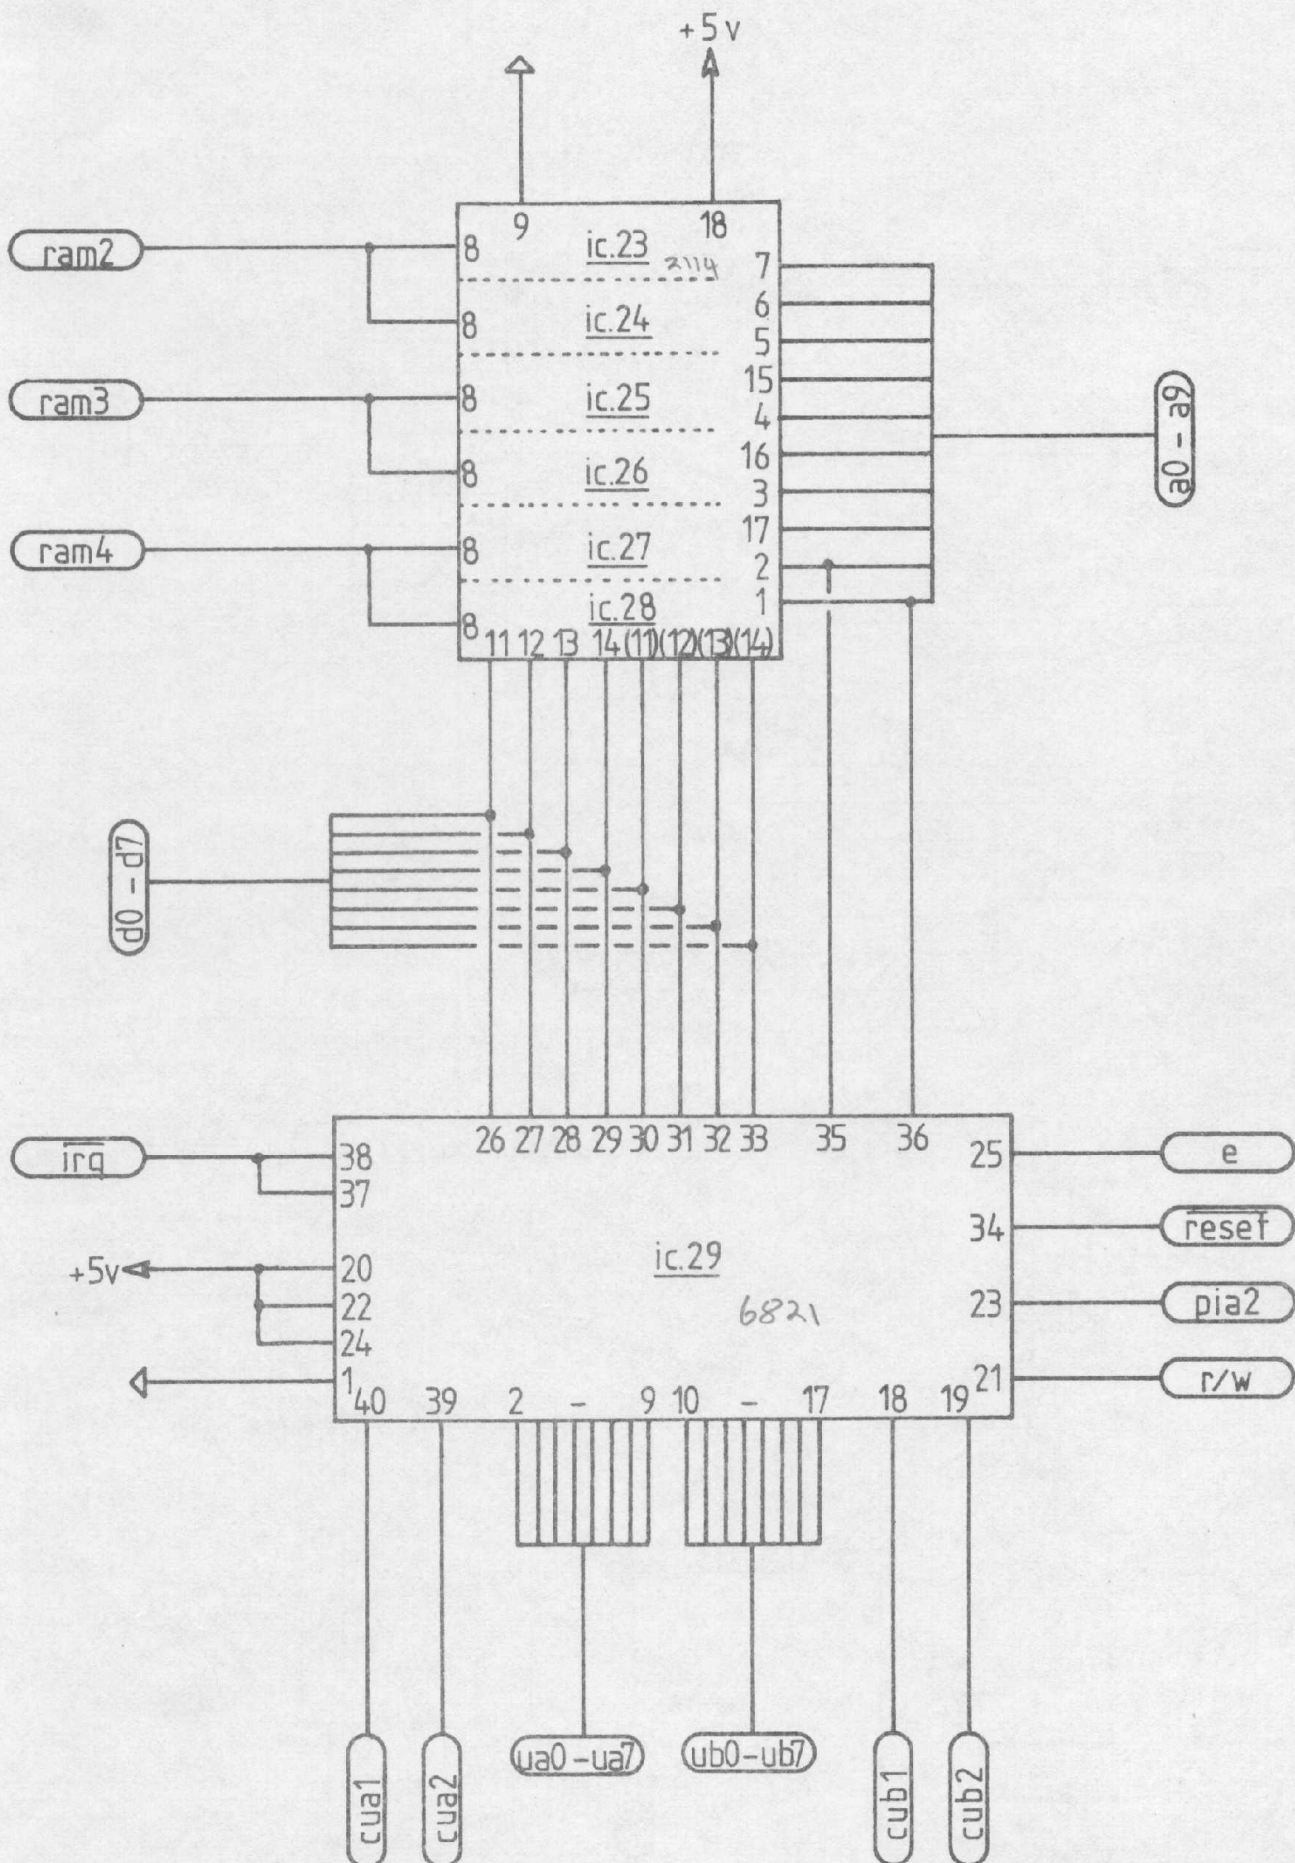 +5v
9 18
ram2 8 ic.23 2114 7
6
8 ic.24 5
15
ram3 8 ic.25 4
16
8 ic.26 3
17
ram4 8 ic.27 2
1
8 ic.28
11 12 13 14 (11) (12) (13) (14)
a0 - a9
d0 - d7
26 27 28 29 30 31 32 33 35 36
irq 38 25 e
37
34 reset
+5v 20 ic.29
22 6821 23 pia2
24
1 21 r/w
40 39 2 - 9 10 - 17 18 19
cua1 cua2 ua0-ua7 ub0-ub7 cub1 cub2